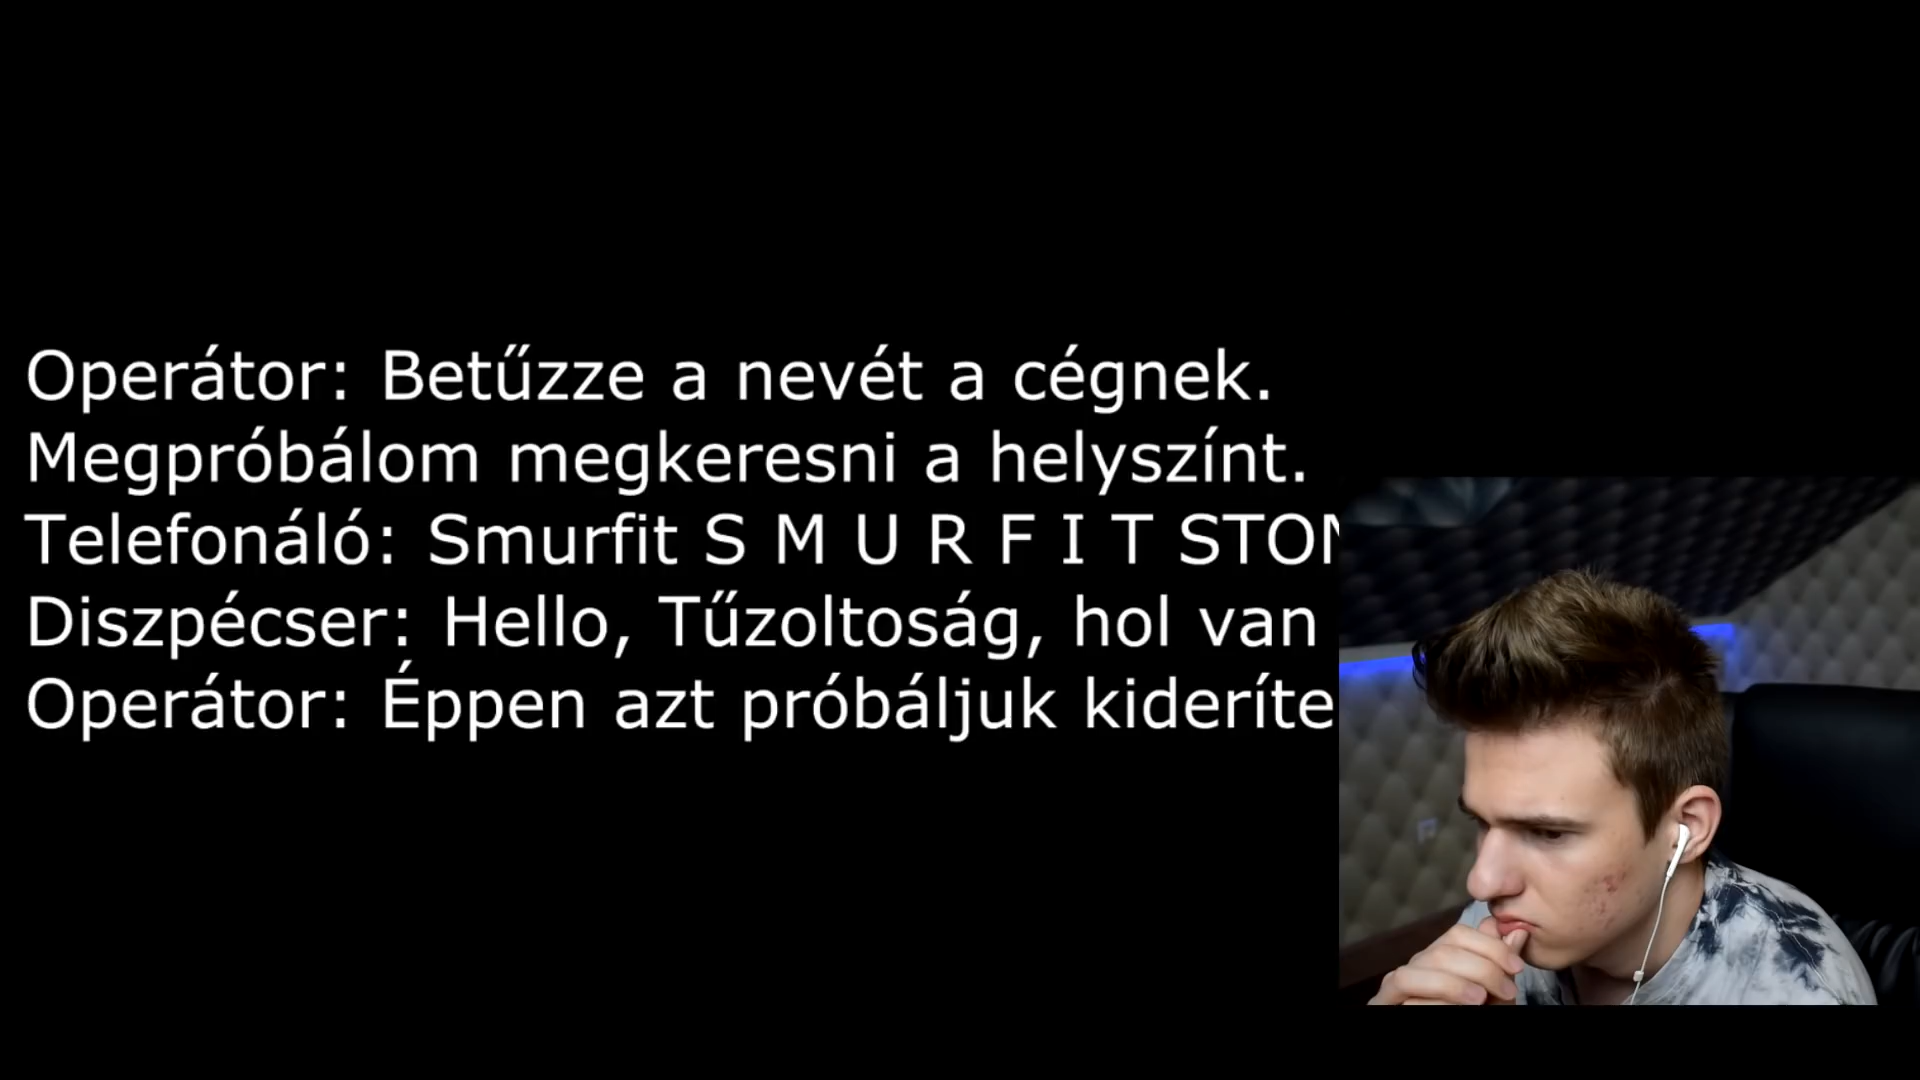 Operátor: Betűzze a nevét a cégnek.
Megpróbálom megkeresni a helyszínt.
Telefonáló: Smurfit S M U R F I T
Diszpécser: Hello, Tűzoltoság, hol van
Operátor: Éppen azt próbáljuk